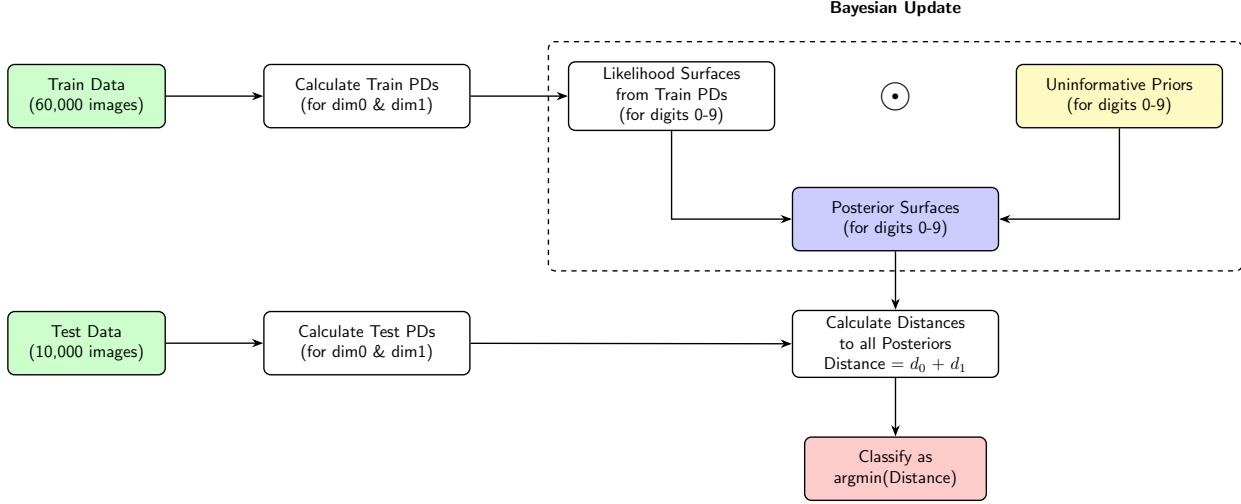 Bayesian Update
Train Data
(60,000 images)
Calculate Train PDs
(for dim0 & dim1)
Likelihood Surfaces
from Train PDs
(for digits 0-9)
Uninformative Priors
(for digits 0-9)
Posterior Surfaces
(for digits 0-9)
Test Data
(10,000 images)
Calculate Test PDs
(for dim0 & dim1)
Calculate Distances
to all Posteriors
Distance = d₀ + d₁
Classify as
argmin(Distance)